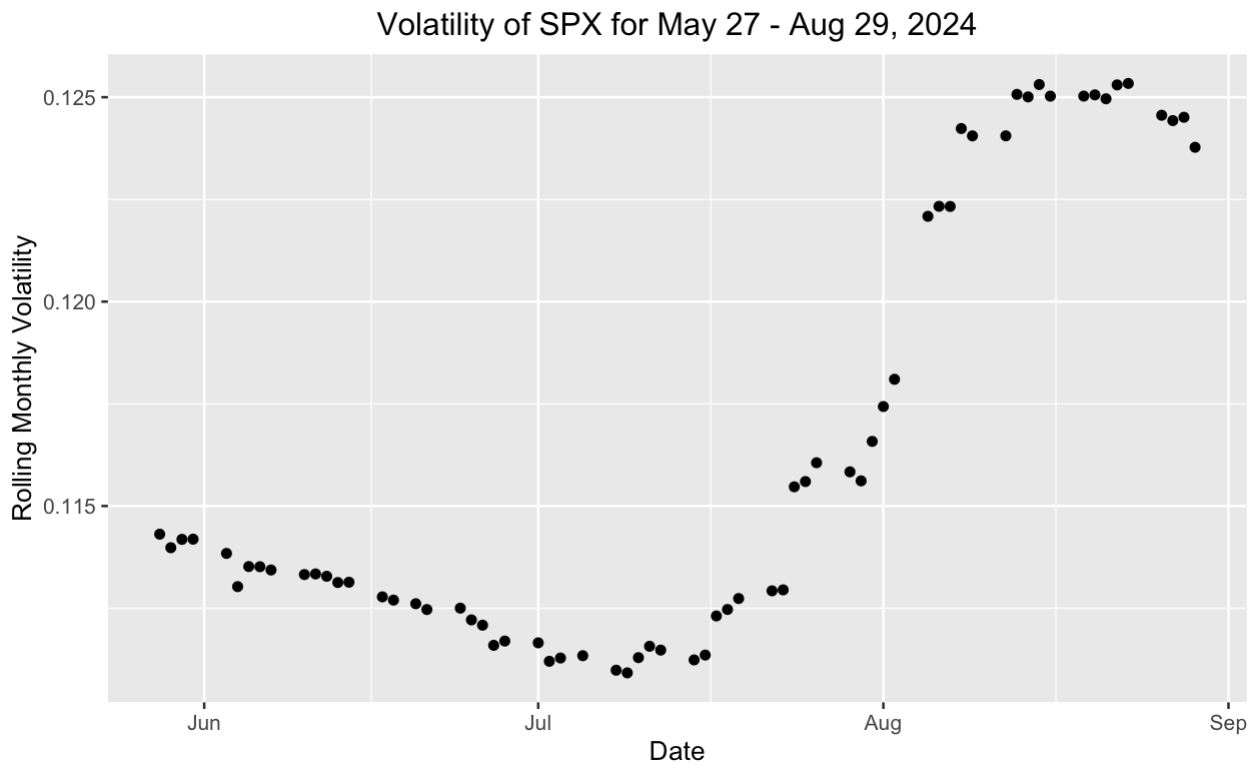 Volatility of SPX for May 27 - Aug 29, 2024
Rolling Monthly Volatility
0.125
0.120
0.115
Jun Jul Aug Sep
Date